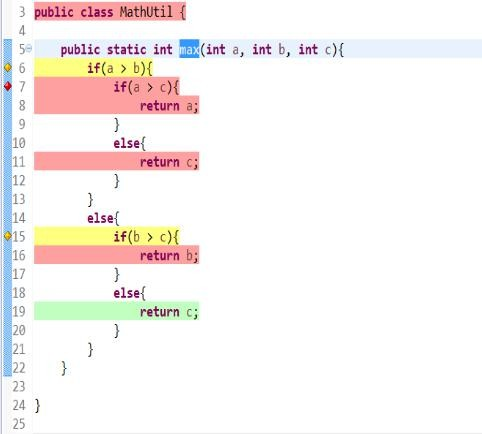 3 public class MathUtil {
4
5 public static int max(int a, int b, int c){
6 if(a > b){
7 if(a > c){
8 return a;
9 }
10 else{
11 return c;
12 }
13 }
14 else{
15 if(b > c){
16 return b;
17 }
18 else{
19 return c;
20 }
21 }
22 }
23
24 }
25